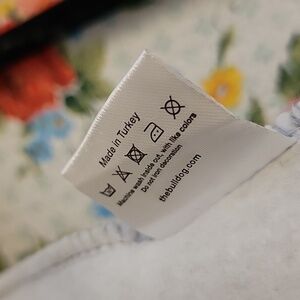 Made in Turkey
Machine wash inside out, with like colors
Do not iron decoration
thebulldog.com